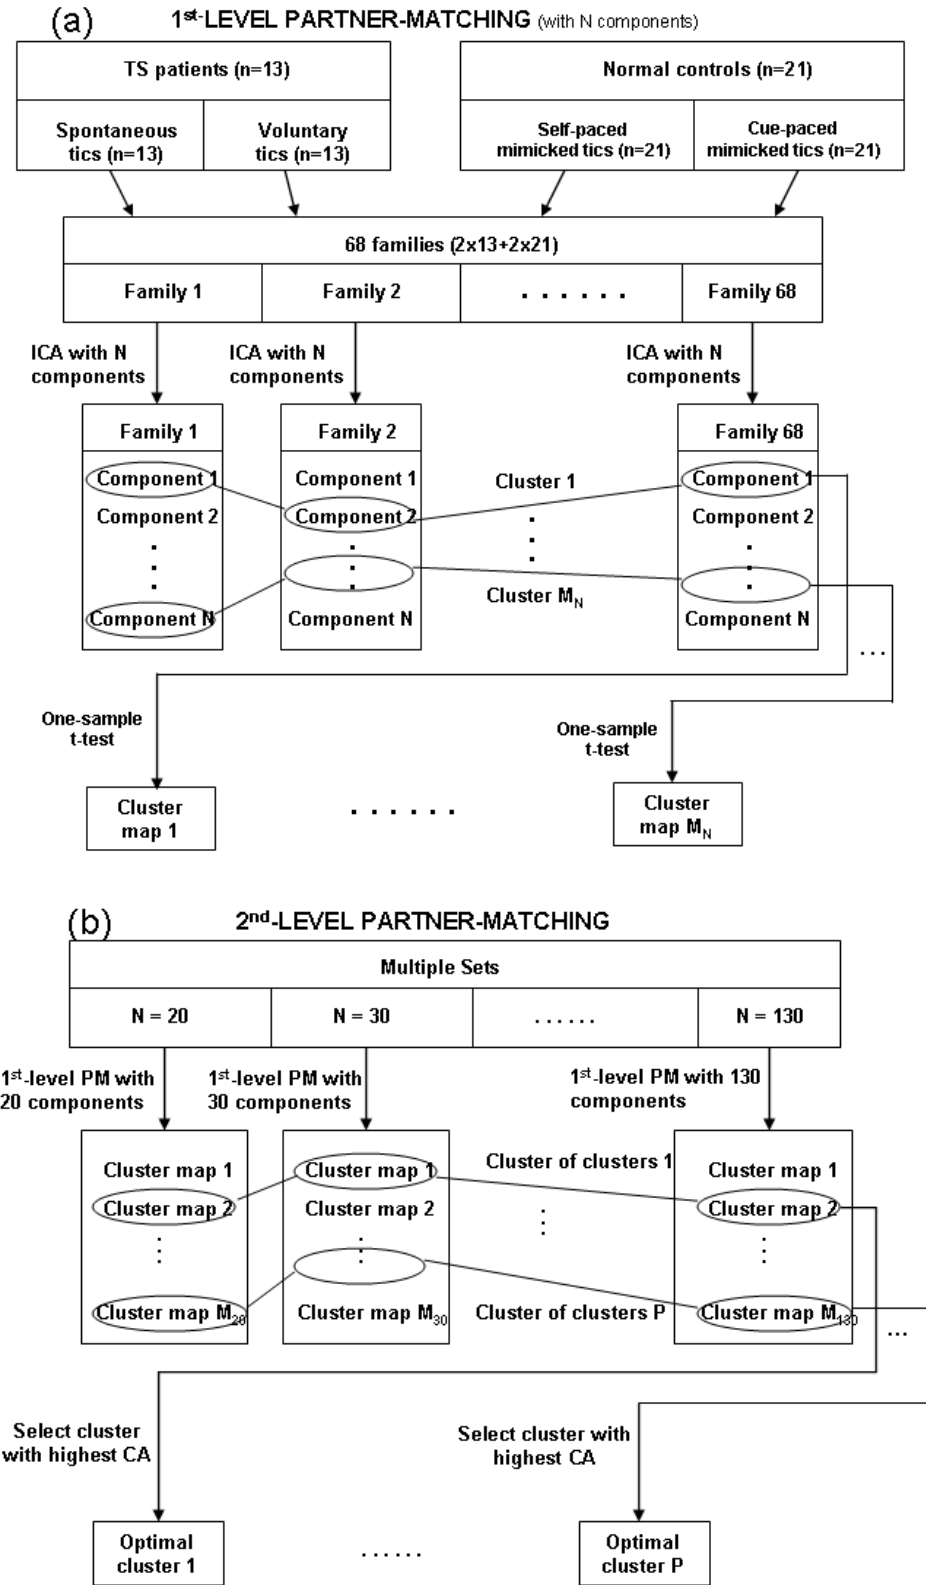 (a) 1st-LEVEL PARTNER-MATCHING (with N components)
TS patients (n=13)
Normal controls (n=21)
Spontaneous tics (n=13)
Voluntary tics (n=13)
Self-paced mimicked tics (n=21)
Cue-paced mimicked tics (n=21)
68 families (2x13+2x21)
Family 1
Family 2
......
Family 68
ICA with N components
ICA with N components
ICA with N components
Family 1
Component 1
Component 2
Component N
Family 2
Component 1
Component 2
Component N
Cluster 1
Cluster MN
Family 68
Component 1
Component 2
Component N
...
One-sample t-test
One-sample t-test
Cluster map 1
......
Cluster map MN
(b) 2nd-LEVEL PARTNER-MATCHING
Multiple Sets
N = 20
N = 30
......
N = 130
1st-level PM with 20 components
1st-level PM with 30 components
1st-level PM with 130 components
Cluster map 1
Cluster map 2
Cluster map M20
Cluster map 1
Cluster map 2
Cluster map M30
Cluster of clusters 1
Cluster of clusters P
Cluster map 1
Cluster map 2
Cluster map M130
...
Select cluster with highest CA
Select cluster with highest CA
Optimal cluster 1
......
Optimal cluster P